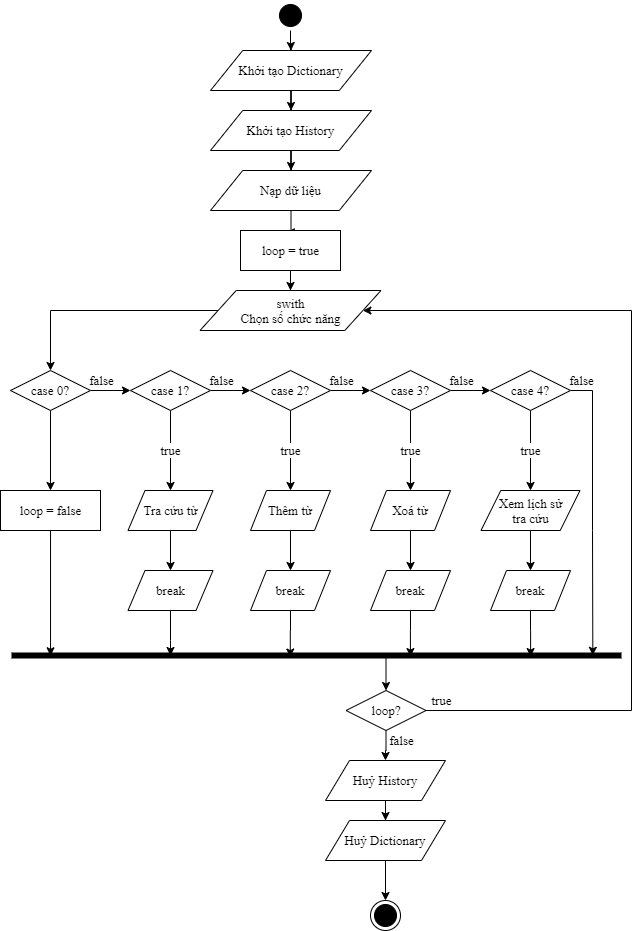 Khởi tạo Dictionary
Khởi tạo History
Nạp dữ liệu
loop = true
swith
Chọn số chức năng
case 0?
false
case 1?
false
case 2?
false
case 3?
false
case 4?
false
true
true
true
true
loop = false
Tra cứu từ
Thêm từ
Xoá từ
Xem lịch sử
tra cứu
break
break
break
break
loop?
true
false
Huỷ History
Huỷ Dictionary